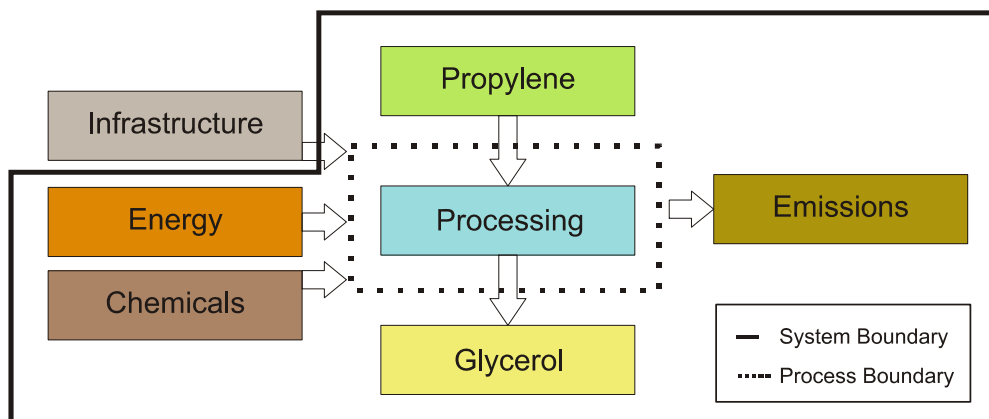 Propylene
Infrastructure
Energy
Processing
Emissions
Chemicals
Glycerol
System Boundary
Process Boundary